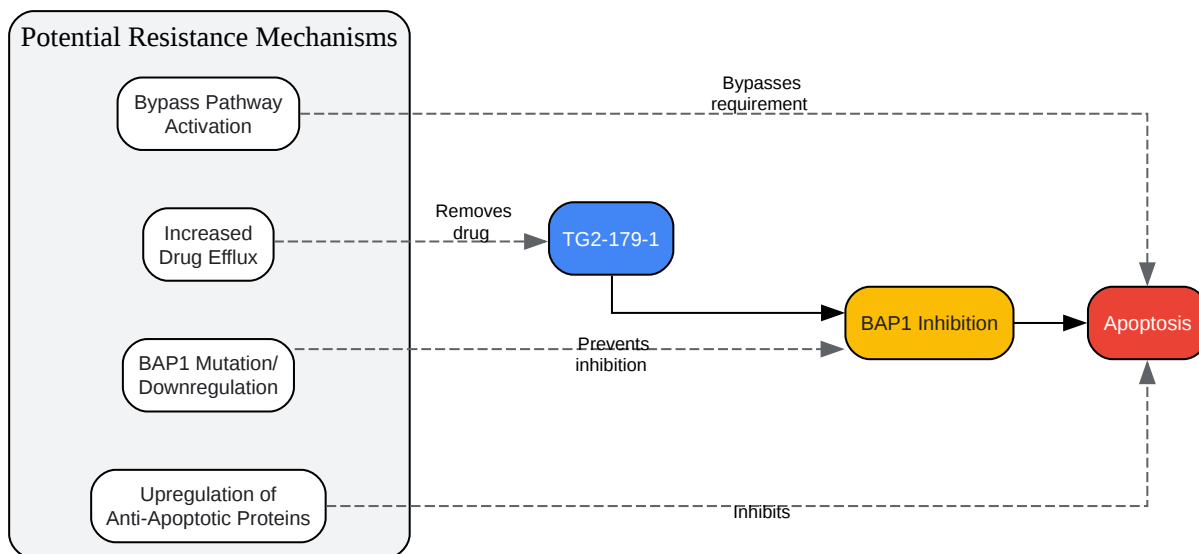 Potential Resistance Mechanisms
Bypass Pathway
Activation
Bypasses
requirement
Increased
Drug Efflux
Removes
drug
TG2-179-1
BAP1 Mutation/
Downregulation
Prevents
inhibition
BAP1 Inhibition
Apoptosis
Upregulation of
Anti-Apoptotic Proteins
Inhibits